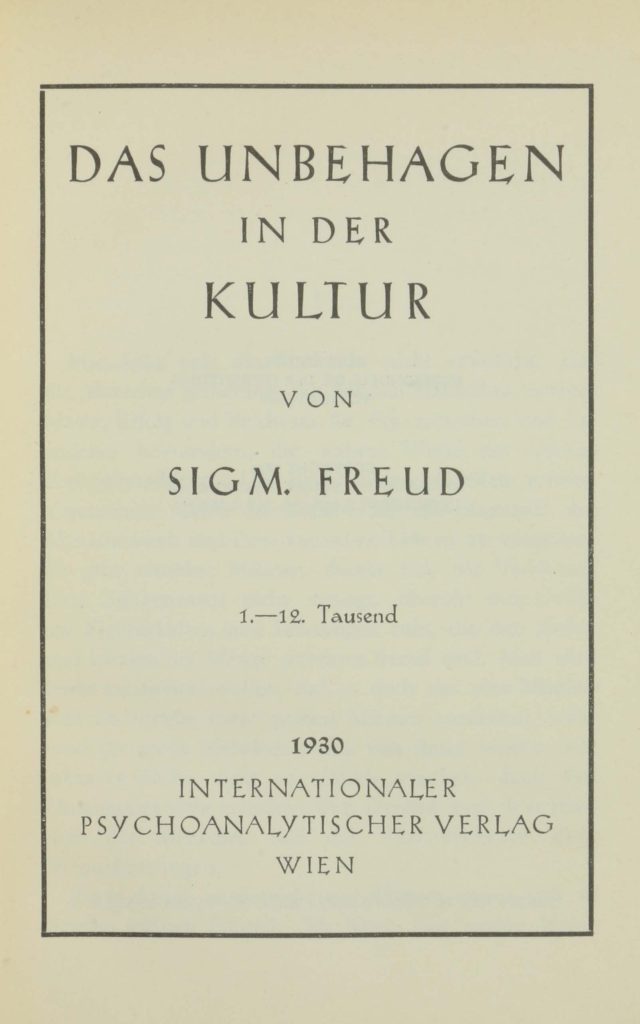 DAS UNBEHAGEN
IN DER
KULTUR
VON
SIGM. FREUD
1.—12. Tausend
1930
INTERNATIONALER
PSYCHOANALYTISCHER VERLAG
WIEN